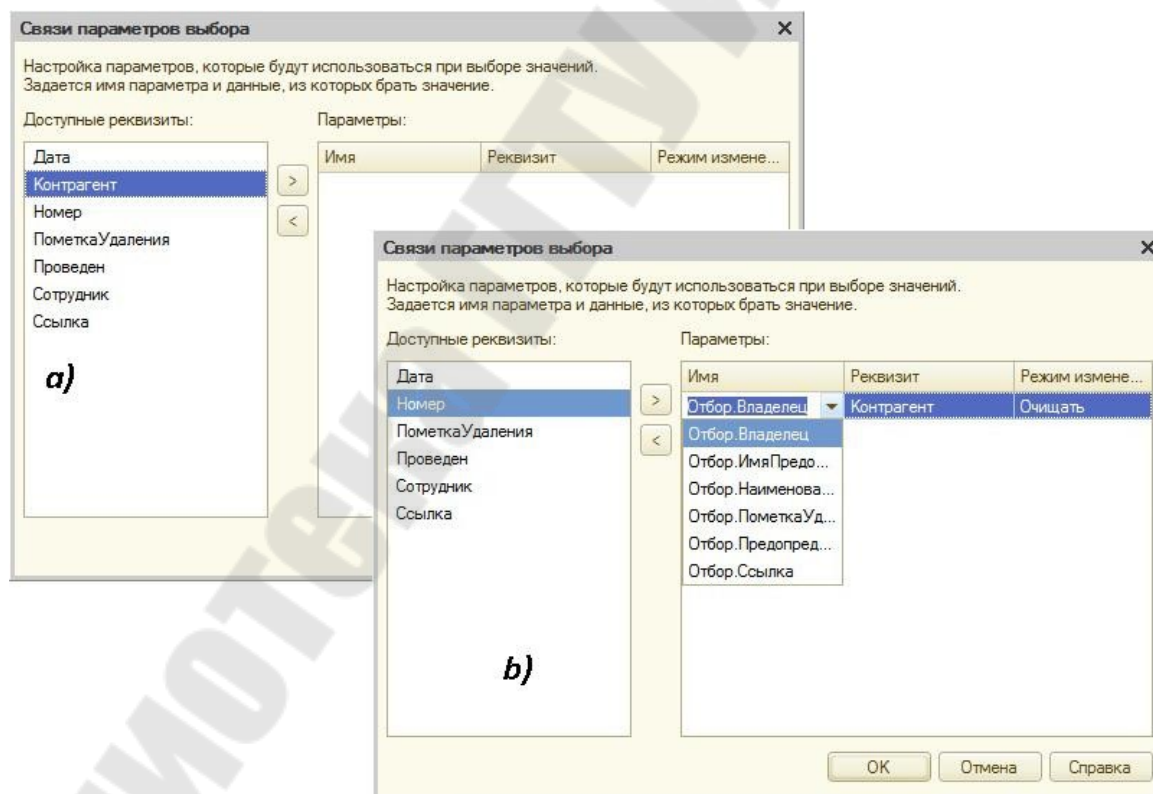 Связи параметров выбора
Настройка параметров, которые будут использоваться при выборе значений.
Задается имя параметра и данные, из которых брать значение.
Доступные реквизиты:
Параметры:
Дата
Контрагент
Номер
ПометкаУдаления
Проведен
Сотрудник
Ссылка
>
<
Имя Реквизит Режим измене...
a)
Связи параметров выбора
Настройка параметров, которые будут использоваться при выборе значений.
Задается имя параметра и данные, из которых брать значение.
Доступные реквизиты:
Параметры:
Дата
Номер
ПометкаУдаления
Проведен
Сотрудник
Ссылка
>
<
Имя Реквизит Режим измене...
Отбор.Владелец Контрагент Очищать
Отбор.Владелец
Отбор.ИмяПредо...
Отбор.Наименова...
Отбор.ПометкаУд...
Отбор.Предопред...
Отбор.Ссылка
b)
OK Отмена Справка